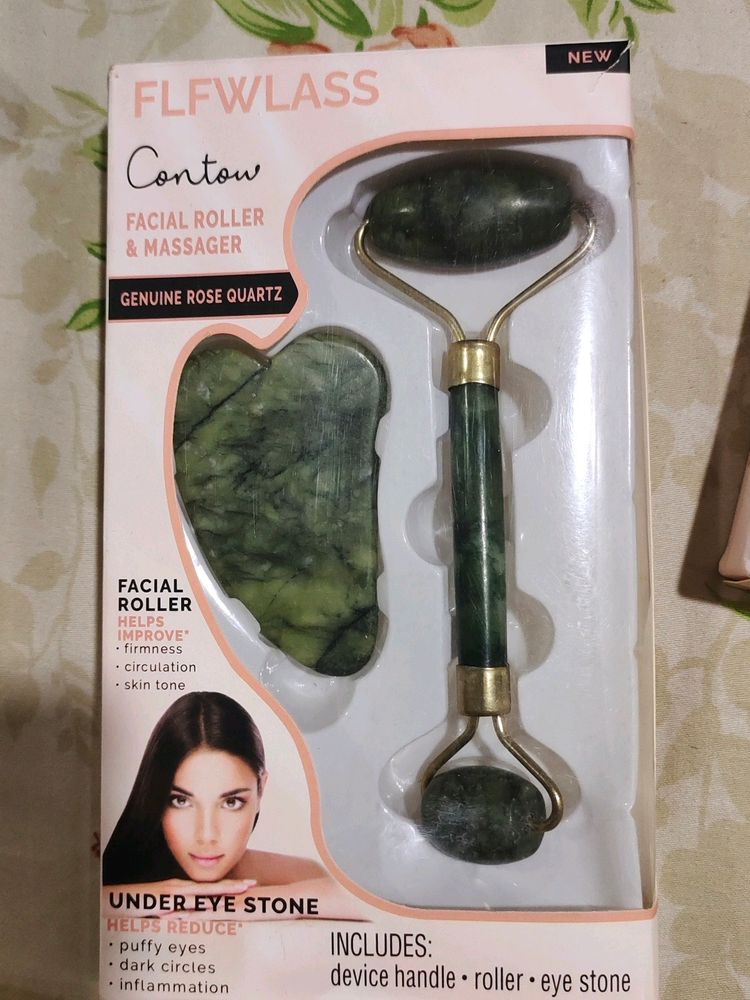 NEW
FLFWLASS
Contour
FACIAL ROLLER
& MASSAGER
GENUINE ROSE QUARTZ
FACIAL
ROLLER
HELPS
IMPROVE*
• firmness
• circulation
• skin tone
UNDER EYE STONE
HELPS REDUCE*
• puffy eyes
• dark circles
• inflammation
INCLUDES:
device handle • roller • eye stone